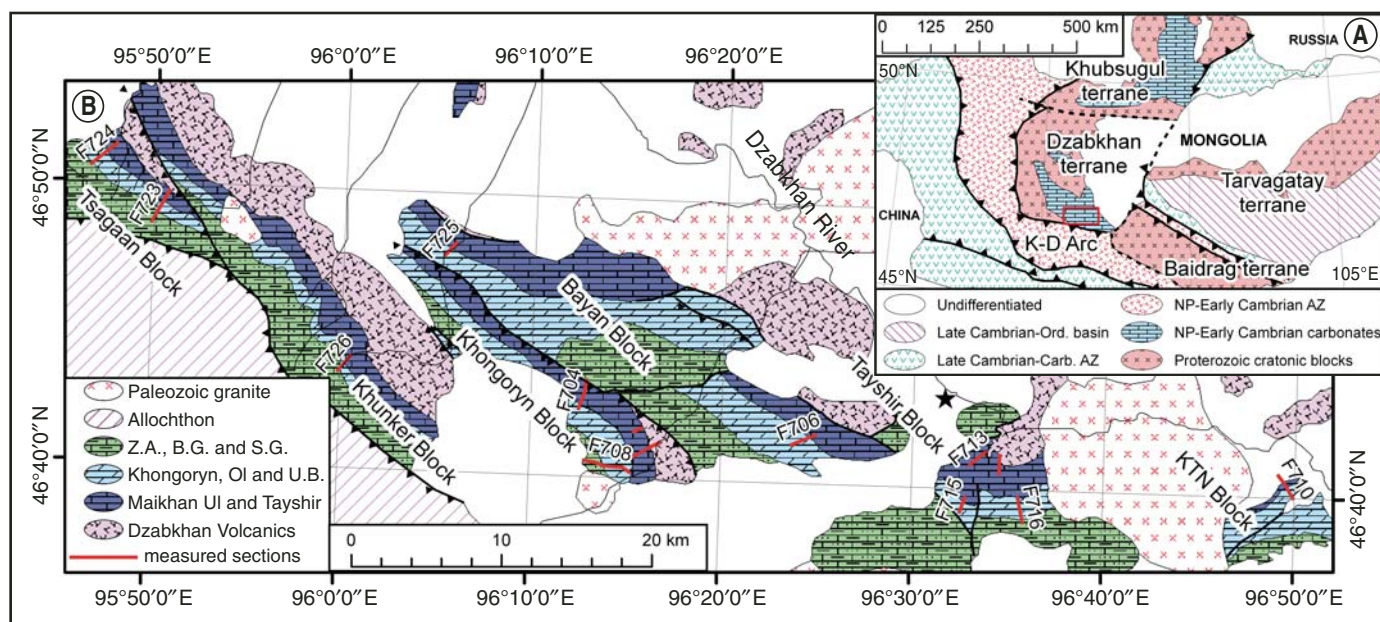 95°50′0″E
96°0′0″E
96°10′0″E
96°20′0″E
B
46°50′0″N
46°40′0″N
F724
F723
Tsagaan Block
F726
Khunker Block
F725
Khongoryn Block
Bayan Block
F704
F708
F706
Dzabkhan River
Tayshir Block
F713
F715
F716
KTN Block
F710
46°40′0″N
Paleozoic granite
Allochthon
Z.A., B.G. and S.G.
Khongoryn, Ol and U.B.
Maikhan Ul and Tayshir
Dzabkhan Volcanics
measured sections
0 10 20 km
95°50′0″E
96°0′0″E
96°10′0″E
96°20′0″E
96°30′0″E
96°40′0″E
96°50′0″E
0 125 250 500 km
A
RUSSIA
50°N
Khubsugul
terrane
MONGOLIA
Dzabkhan
terrane
Tarvagatay
terrane
CHINA
K-D Arc
Baidrag terrane
45°N
105°E
Undifferentiated
Late Cambrian-Ord. basin
Late Cambrian-Carb. AZ
NP-Early Cambrian AZ
NP-Early Cambrian carbonates
Proterozoic cratonic blocks